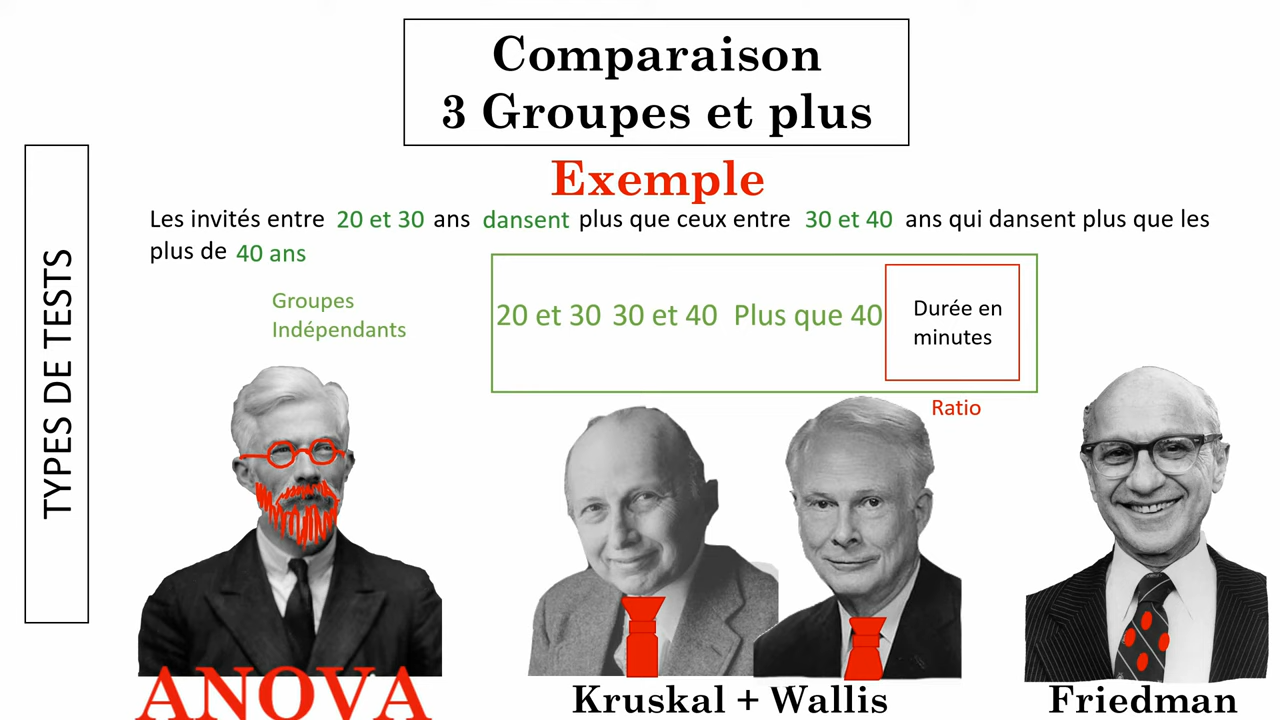 Comparaison
3 Groupes et plus
Exemple
TYPES DE TESTS
Les invités entre 20 et 30 ans dansent plus que ceux entre 30 et 40 ans qui dansent plus que les
plus de 40 ans
Groupes
Indépendants
20 et 30 30 et 40 Plus que 40
Durée en
minutes
Ratio
ANOVA
Kruskal + Wallis
Friedman